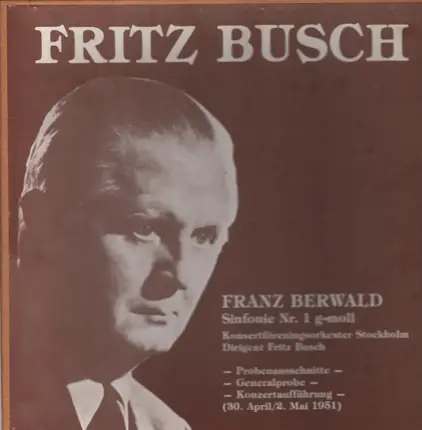 FRITZ BUSCH
FRANZ BERWALD
Sinfonie Nr. 1 g-moll
Konsertföreningsorkester Stockholm
Dirigent Fritz Busch
– Probenausschnitte –
– Generalprobe –
– Konzertaufführung –
(30. April/2. Mai 1951)